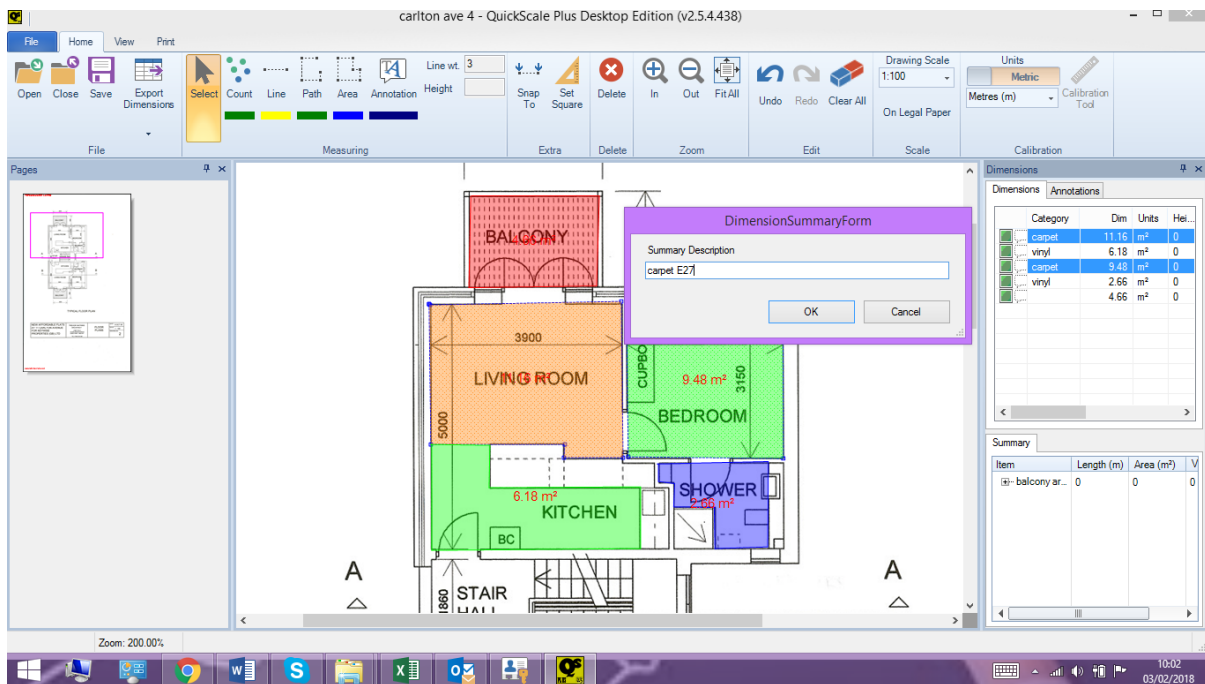 carlton ave 4 - QuickScale Plus Desktop Edition (v2.5.4.438)
File Home View Print
Open Close Save Export Dimensions
Select Count Line Path Area Annotation
Line wt. 3
Height
Snap To
Set Square
Delete
In Out Fit All
Undo Redo Clear All
Drawing Scale
1:100
On Legal Paper
Units
Metric
Metres (m)
Calibration Tool
File Measuring Extra Delete Zoom Edit Scale Calibration
Pages
BALCONY
4.66 m²
3900
LIVING ROOM
11.16 m²
5000
CUPBO
9.48 m²
3150
BEDROOM
6.18 m²
KITCHEN
BC
SHOWER
2.66 m²
A
A
1860
STAIR
HALL
DimensionSummaryForm
Summary Description
carpet E27
OK Cancel
Dimensions
Dimensions Annotations
Category Dim Units Hei...
carpet 11.16 m² 0
vinyl 6.18 m² 0
carpet 9.48 m² 0
vinyl 2.66 m² 0
4.66 m² 0
Summary
Item Length (m) Area (m²) V
balcony ar... 0 0 0
Zoom: 200.00%
10:02
03/02/2018